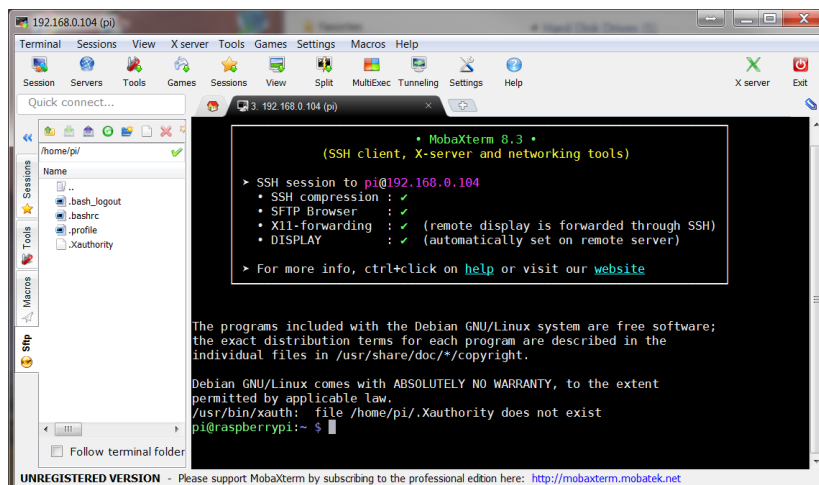 192.168.0.104 (pi)
Terminal Sessions View X server Tools Games Settings Macros Help
Session Servers Tools Games Sessions View Split MultiExec Tunneling Settings Help X server Exit
Quick connect...
3. 192.168.0.104 (pi)
/home/pi/
Name
..
.bash_logout
.bashrc
.profile
.Xauthority
Sessions
Tools
Macros
Sftp
Follow terminal folder
• MobaXterm 8.3 •
(SSH client, X-server and networking tools)
➤ SSH session to pi@192.168.0.104
• SSH compression : ✔
• SFTP Browser : ✔
• X11-forwarding : ✔ (remote display is forwarded through SSH)
• DISPLAY : ✔ (automatically set on remote server)
➤ For more info, ctrl+click on help or visit our website
The programs included with the Debian GNU/Linux system are free software;
the exact distribution terms for each program are described in the
individual files in /usr/share/doc/*/copyright.
Debian GNU/Linux comes with ABSOLUTELY NO WARRANTY, to the extent
permitted by applicable law.
/usr/bin/xauth: file /home/pi/.Xauthority does not exist
pi@raspberrypi:~ $
UNREGISTERED VERSION - Please support MobaXterm by subscribing to the professional edition here: http://mobaxterm.mobatek.net